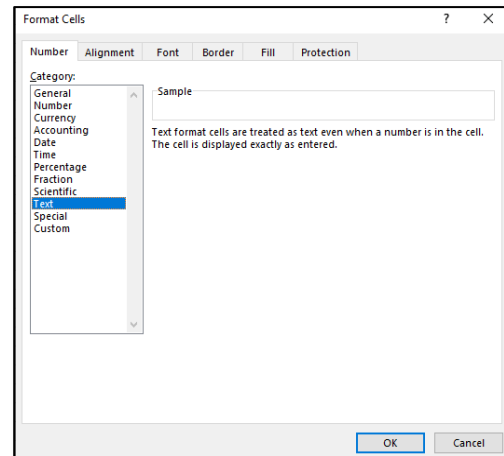 Format Cells
?
Number Alignment Font Border Fill Protection
Category:
General
Number
Currency
Accounting
Date
Time
Percentage
Fraction
Scientific
Text
Special
Custom
Sample
Text format cells are treated as text even when a number is in the cell.
The cell is displayed exactly as entered.
OK Cancel